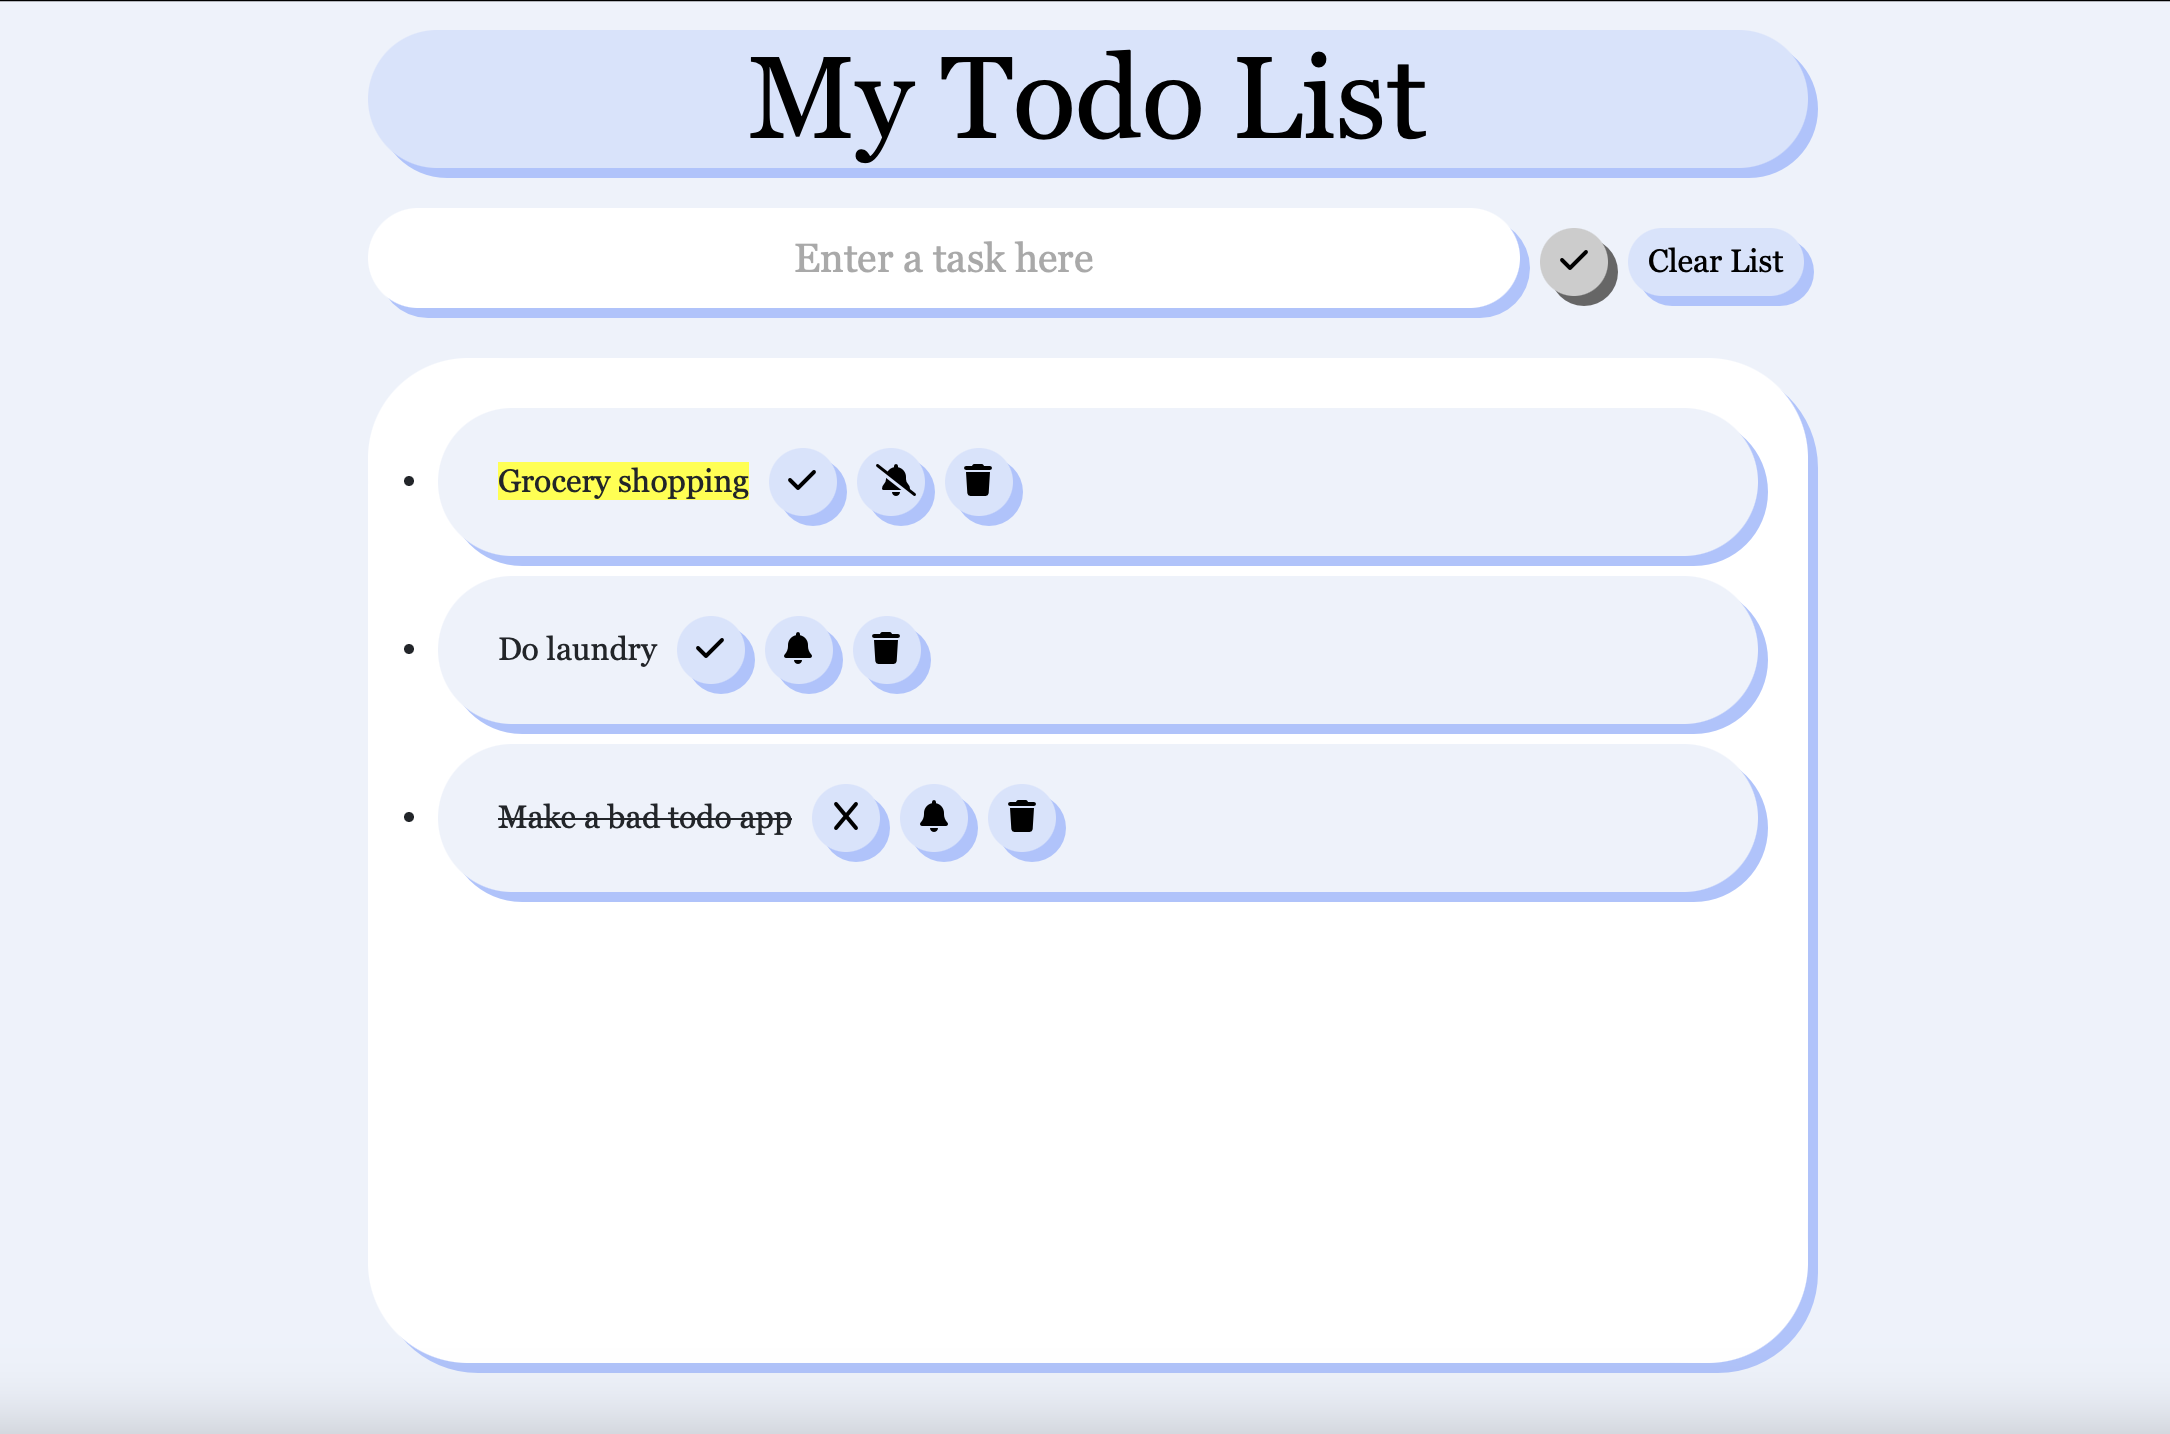 My Todo List
Enter a task here
Clear List
Grocery shopping
Do laundry
Make a bad todo app